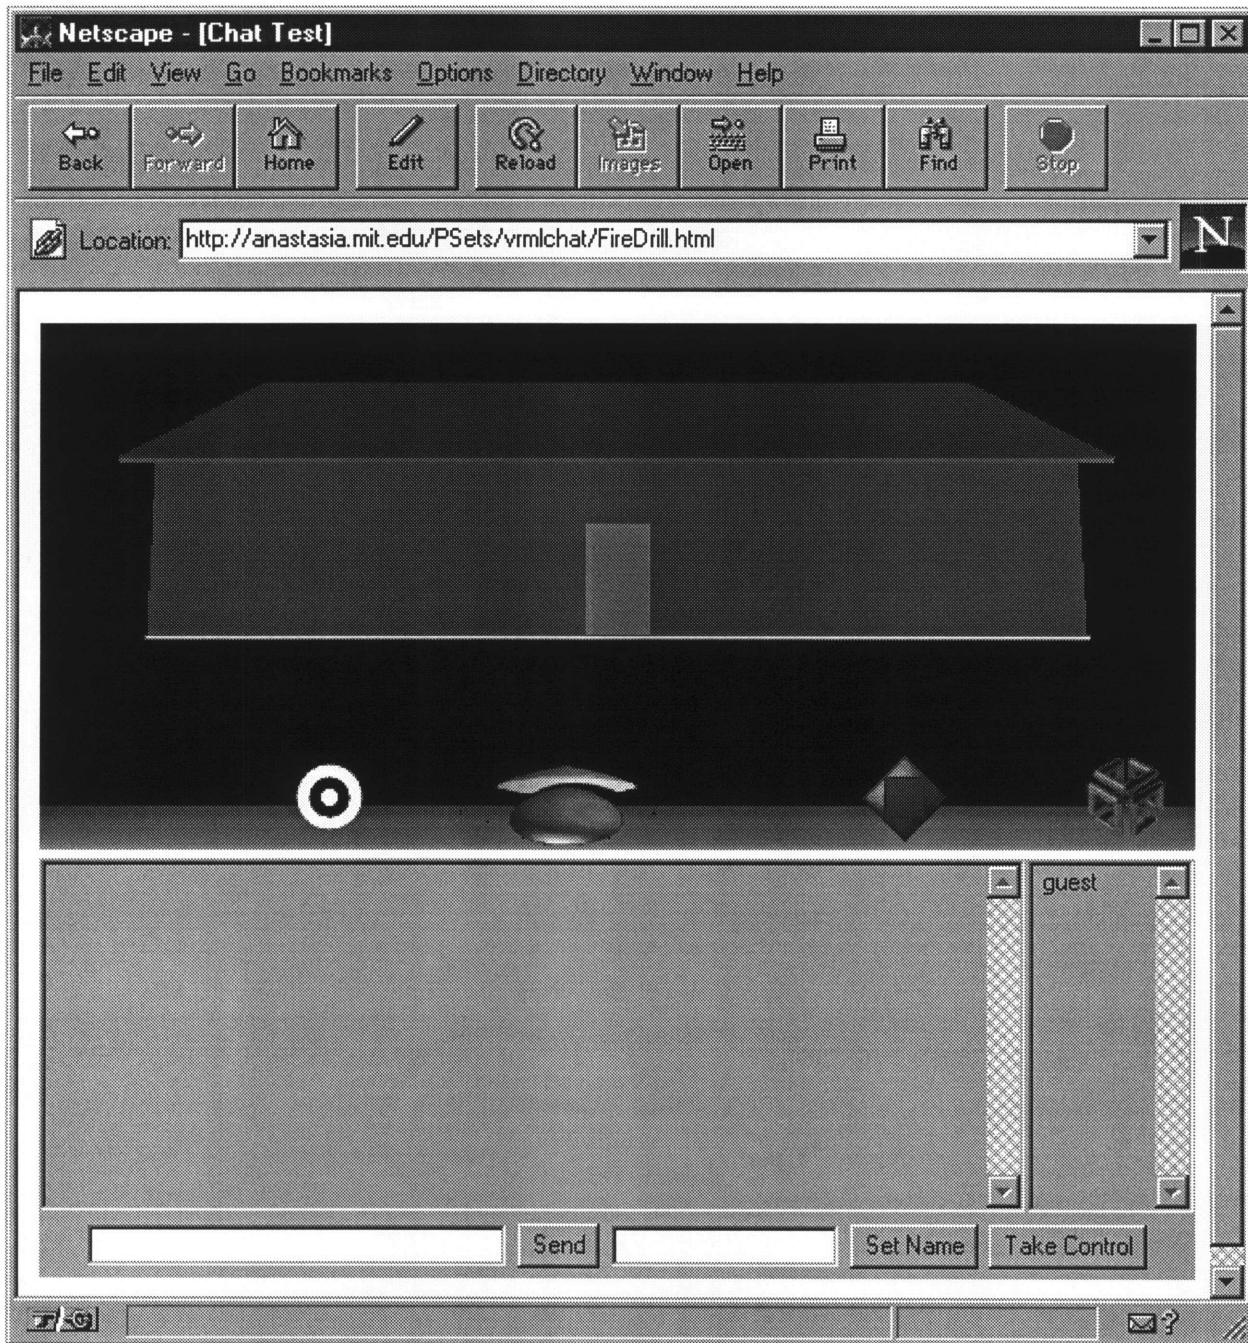 Netscape - [Chat Test]
File Edit View Go Bookmarks Options Directory Window Help
Back Forward Home Edit Reload Images Open Print Find Stop
Location: http://anastasia.mit.edu/PSets/vrmlchat/FireDrill.html
N
guest
Send Set Name Take Control
?